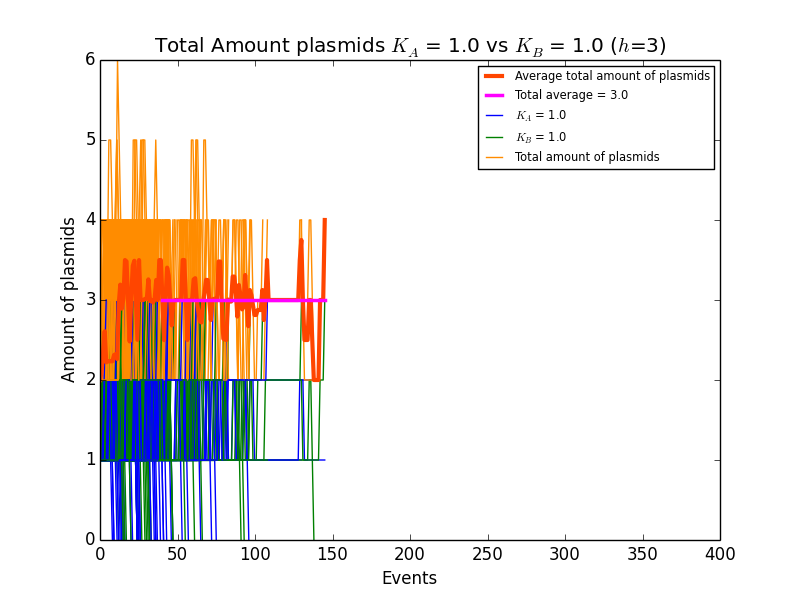 Total Amount plasmids K_A = 1.0 vs K_B = 1.0 (h=3)
Average total amount of plasmids
Total average = 3.0
K_A = 1.0
K_B = 1.0
Total amount of plasmids
Amount of plasmids
6
5
4
3
2
1
0
0 50 100 150 200 250 300 350 400
Events